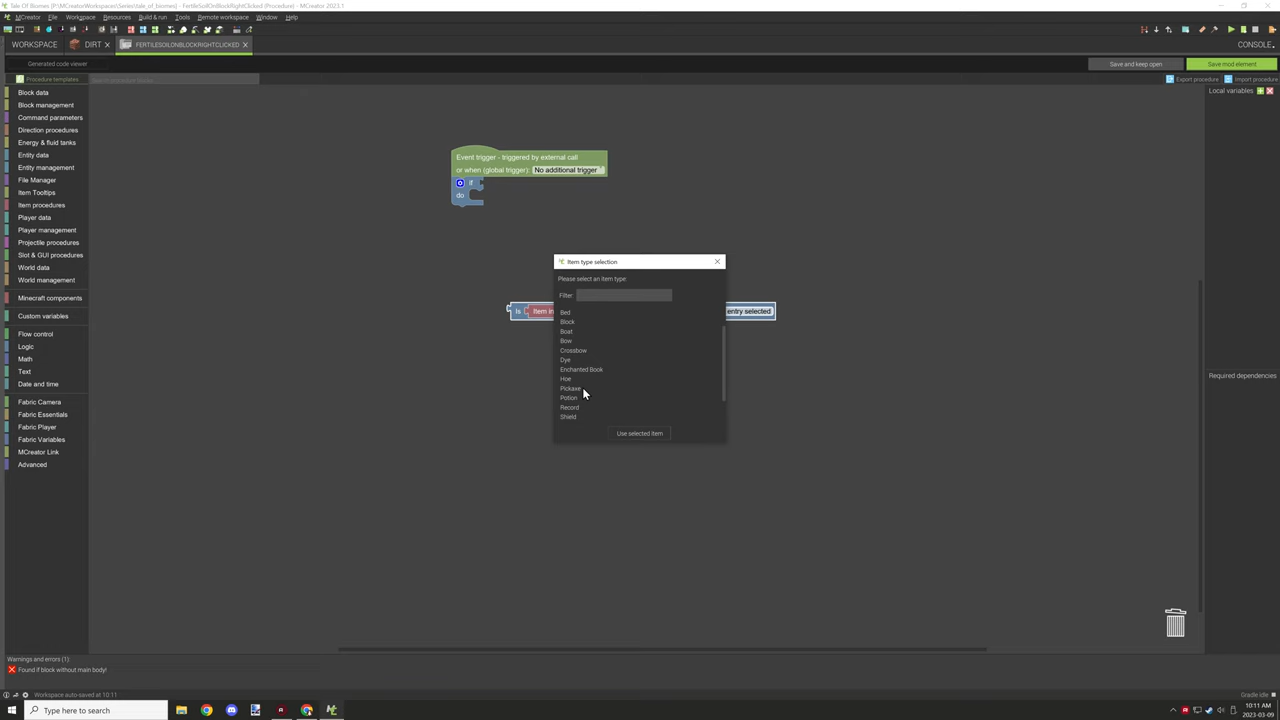 Tale Of Biomes [P:\MCreatorWorkspaces\Series\tale_of_biomes] - FertileSoilOnBlockRightClicked (Procedure) - MCreator 2023.1
MCreator File Workspace Resources Build & run Tools Remote workspace Window Help
WORKSPACE DIRT FERTILESOILONBLOCKRIGHTCLICKED CONSOLE
Generated code viewer Save and keep open Save mod element
Procedure templates Export procedure Import procedure
Block data Local variables
Block management
Command parameters
Direction procedures
Energy & fluid tanks
Entity data
Entity management
File Manager
Item Tooltips
Item procedures
Player data
Player management
Projectile procedures
Slot & GUI procedures
World data
World management
Minecraft components
Custom variables
Flow control
Logic
Math
Text
Date and time
Fabric Camera
Fabric Essentials
Fabric Player
Fabric Variables
MCreator Link
Advanced
Event trigger - triggered by external call
or when (global trigger): No additional trigger
if
do
Is Item in
entry selected
Item type selection
Please select an item type:
Filter:
Bed
Block
Boat
Bow
Crossbow
Dye
Enchanted Book
Hoe
Pickaxe
Potion
Record
Shield
Use selected item
Required dependencies
Warnings and errors (1):
Found if block without main body!
Workspace auto-saved at 10:11 Gradle idle
Type here to search
10:11 AM
2023-03-09